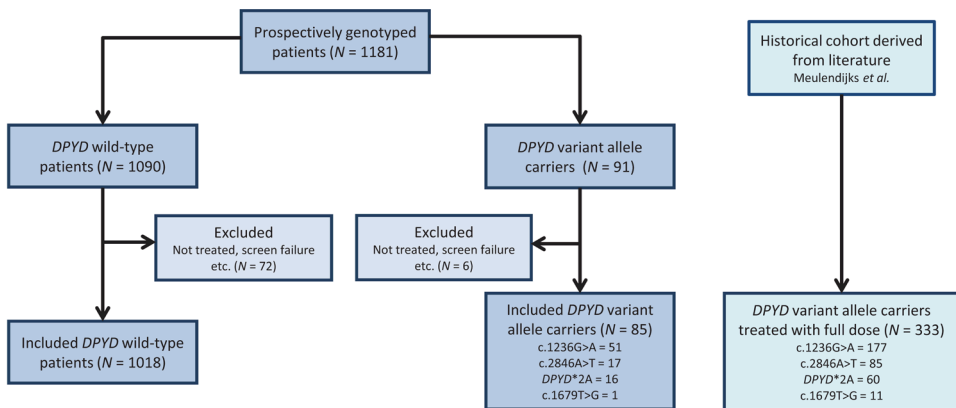 Prospectively genotyped
patients (N = 1181)
Historical cohort derived
from literature
Meulendijks et al.
DPYD wild-type
patients (N = 1090)
DPYD variant allele
carriers (N = 91)
Excluded
Not treated, screen failure
etc. (N = 72)
Excluded
Not treated, screen failure
etc. (N = 6)
Included DPYD wild-type
patients (N = 1018)
Included DPYD variant
allele carriers (N = 85)
c.1236G>A = 51
c.2846A>T = 17
DPYD*2A = 16
c.1679T>G = 1
DPYD variant allele carriers
treated with full dose (N = 333)
c.1236G>A = 177
c.2846A>T = 85
DPYD*2A = 60
c.1679T>G = 11